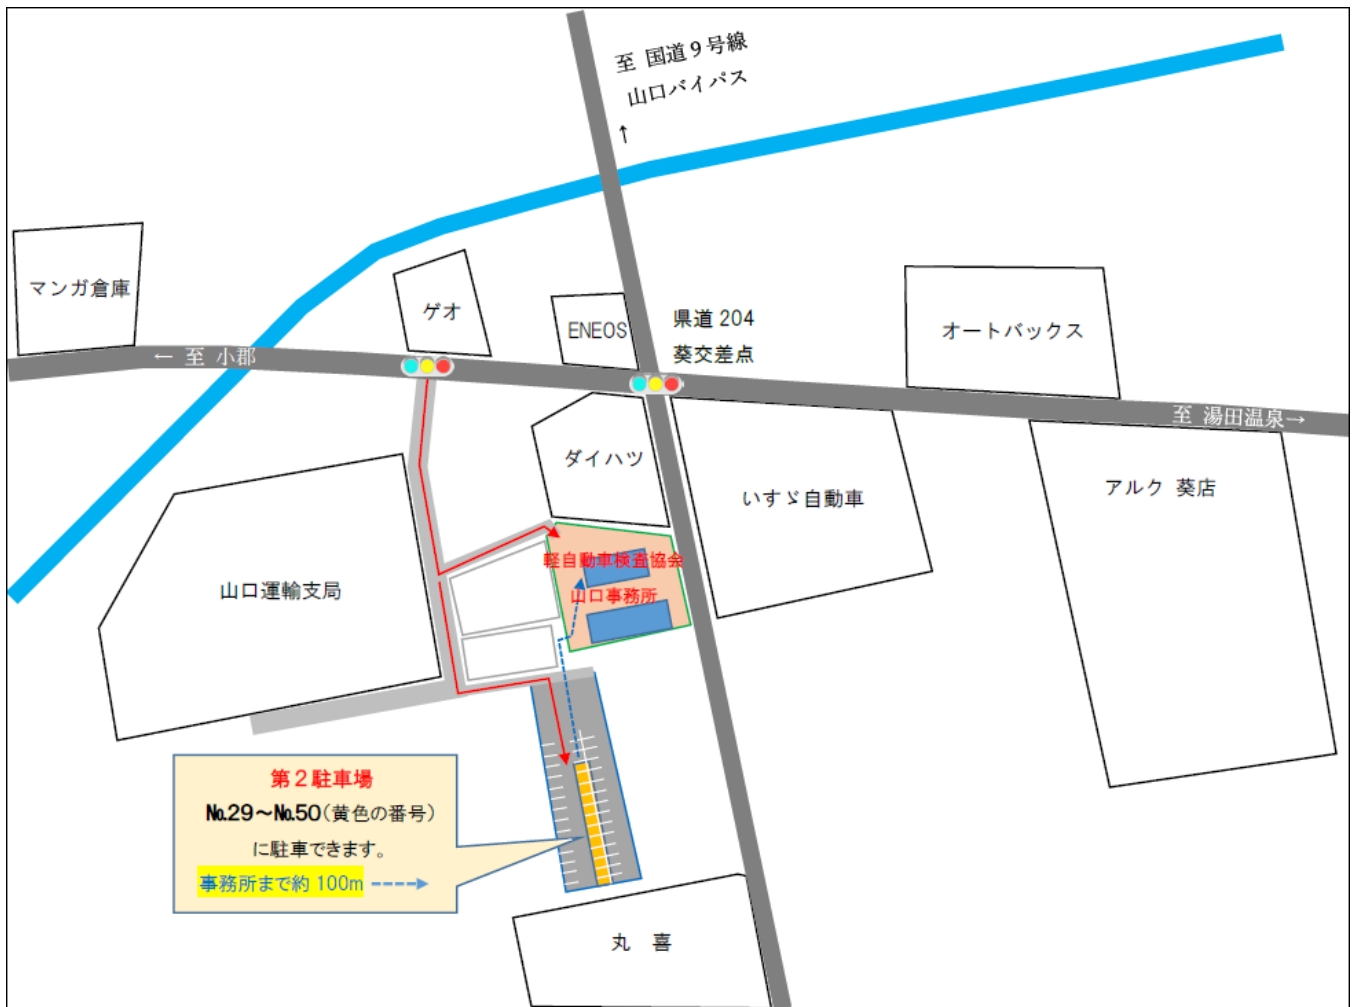 至 国道９号線
山口バイパス
↑
マンガ倉庫
ゲオ
ENEOS
県道 204
葵交差点
オートバックス
← 至 小郡
至 湯田温泉→
ダイハツ
いすゞ自動車
アルク 葵店
軽自動車検査協会
山口事務所
山口運輸支局
第２駐車場
№29～№50（黄色の番号）
に駐車できます。
事務所まで約 100m
丸　喜